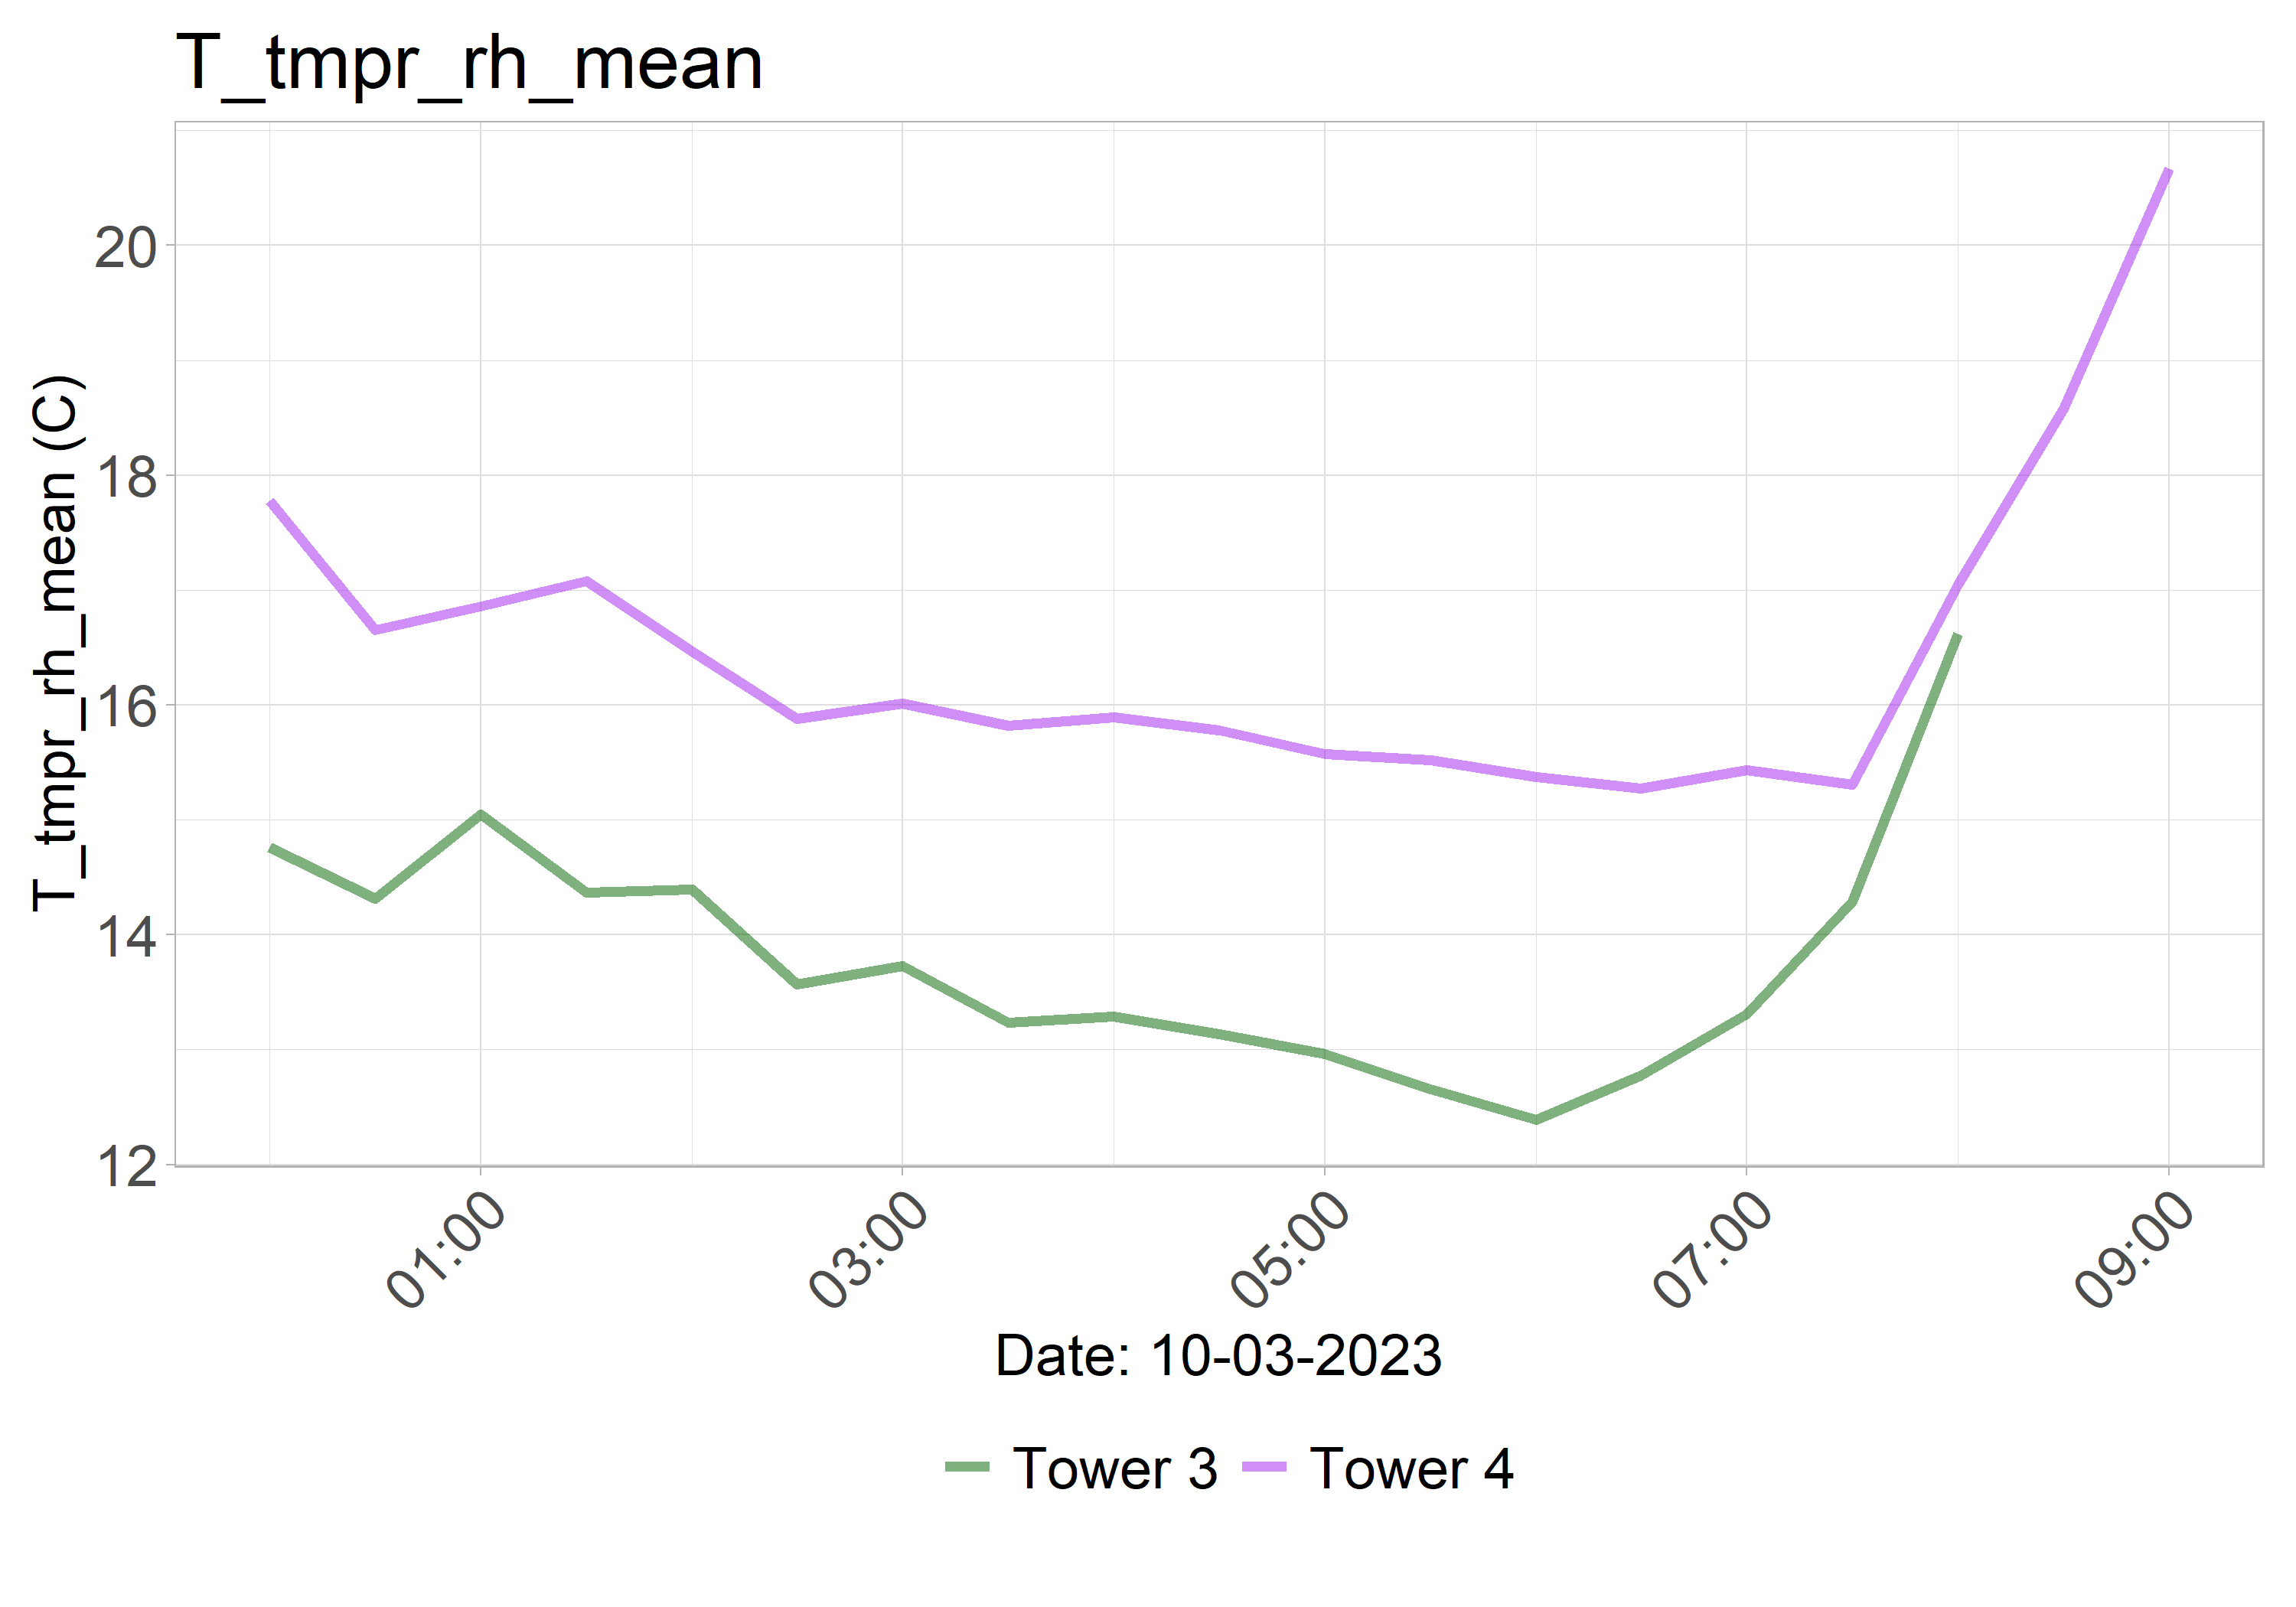 T_tmpr_rh_mean
T_tmpr_rh_mean (C)
20
18
16
14
12
01:00
03:00
05:00
07:00
09:00
Date: 10-03-2023
Tower 3
Tower 4